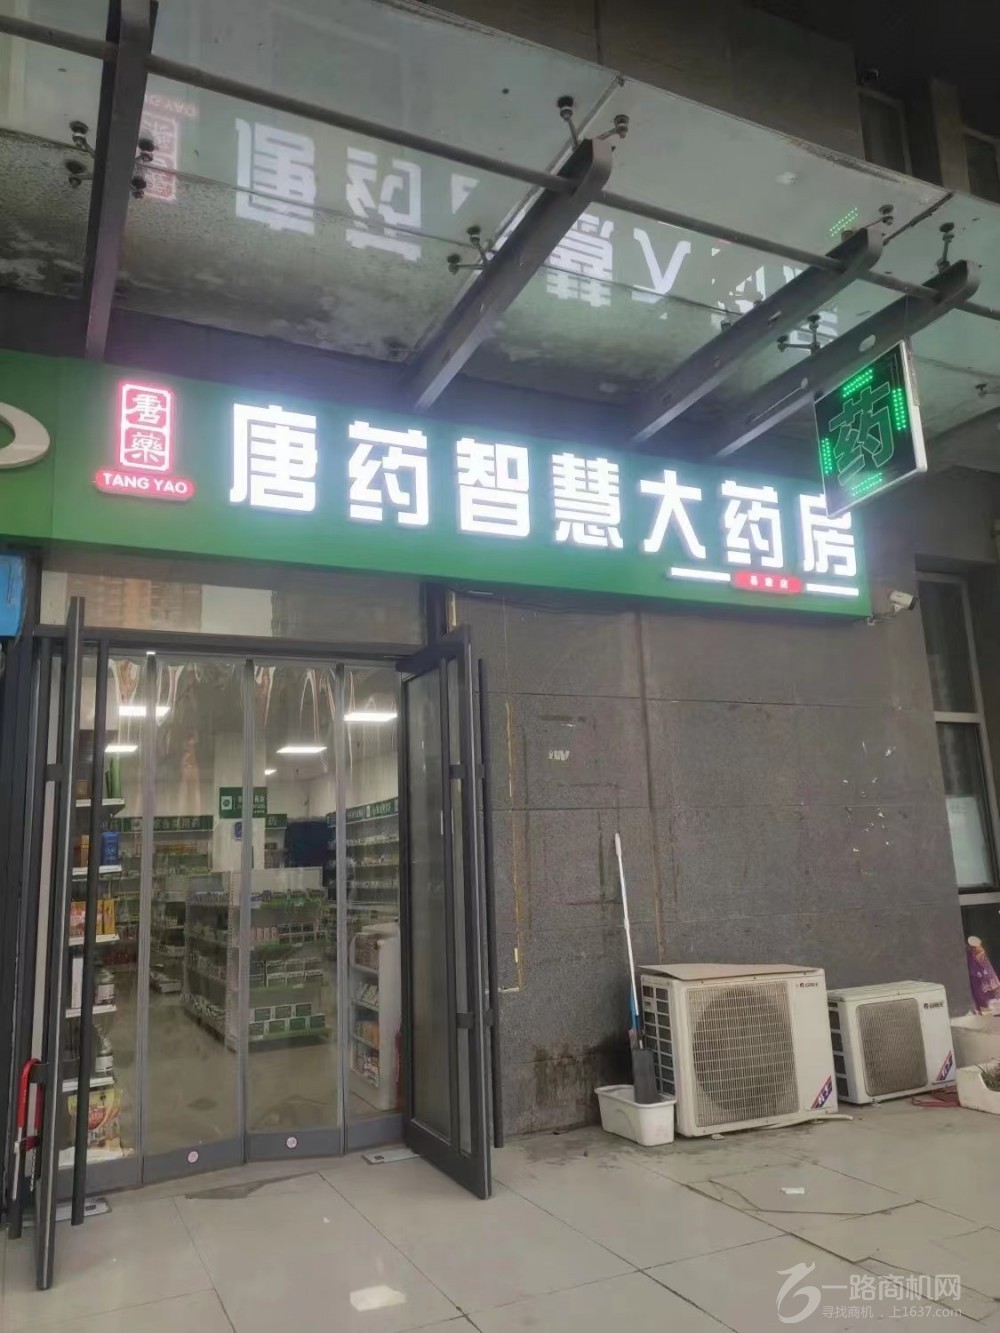 唐
藥
TANG YAO
唐药智慧大药房
药
一路商机网
寻找商机，上1637.com